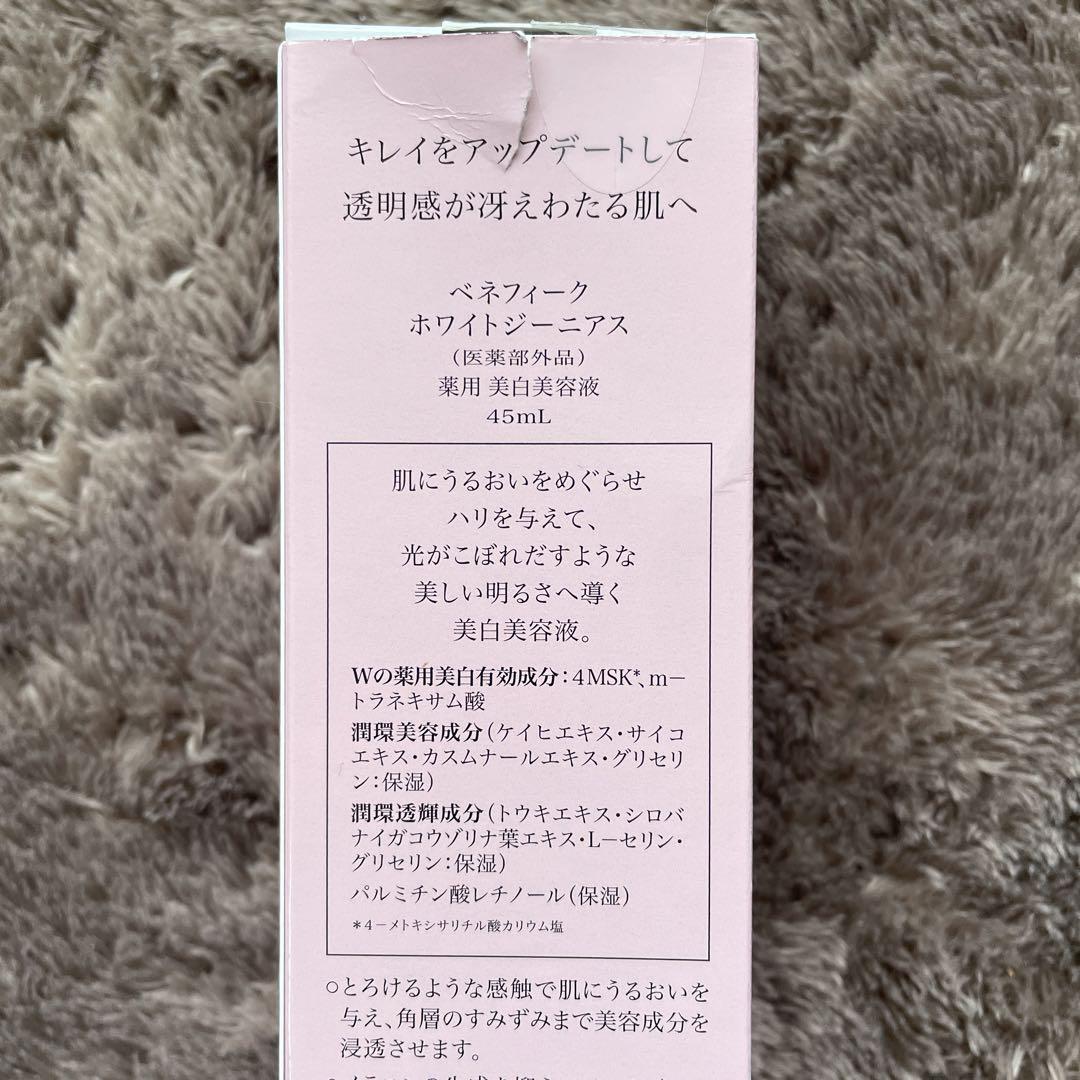 キレイをアップデートして
透明感が冴えわたる肌へ
ベネフィーク
ホワイトジーニアス
(医薬部外品)
薬用 美白美容液
45mL
肌にうるおいをめぐらせ
ハリを与えて、
光がこぼれだすような
美しい明るさへ導く
美白美容液。
Wの薬用美白有効成分:4MSK*、m−
トラネキサム酸
潤環美容成分(ケイヒエキス・サイコ
エキス・カスムナールエキス・グリセリ
ン:保湿)
潤環透輝成分(トウキエキス・シロバ
ナイガコウゾリナ葉エキス・L−セリン・
グリセリン:保湿)
パルミチン酸レチノール(保湿)
*4−メトキシサリチル酸カリウム塩
○とろけるような感触で肌にうるおいを
与え、角層のすみずみまで美容成分を
浸透させます。